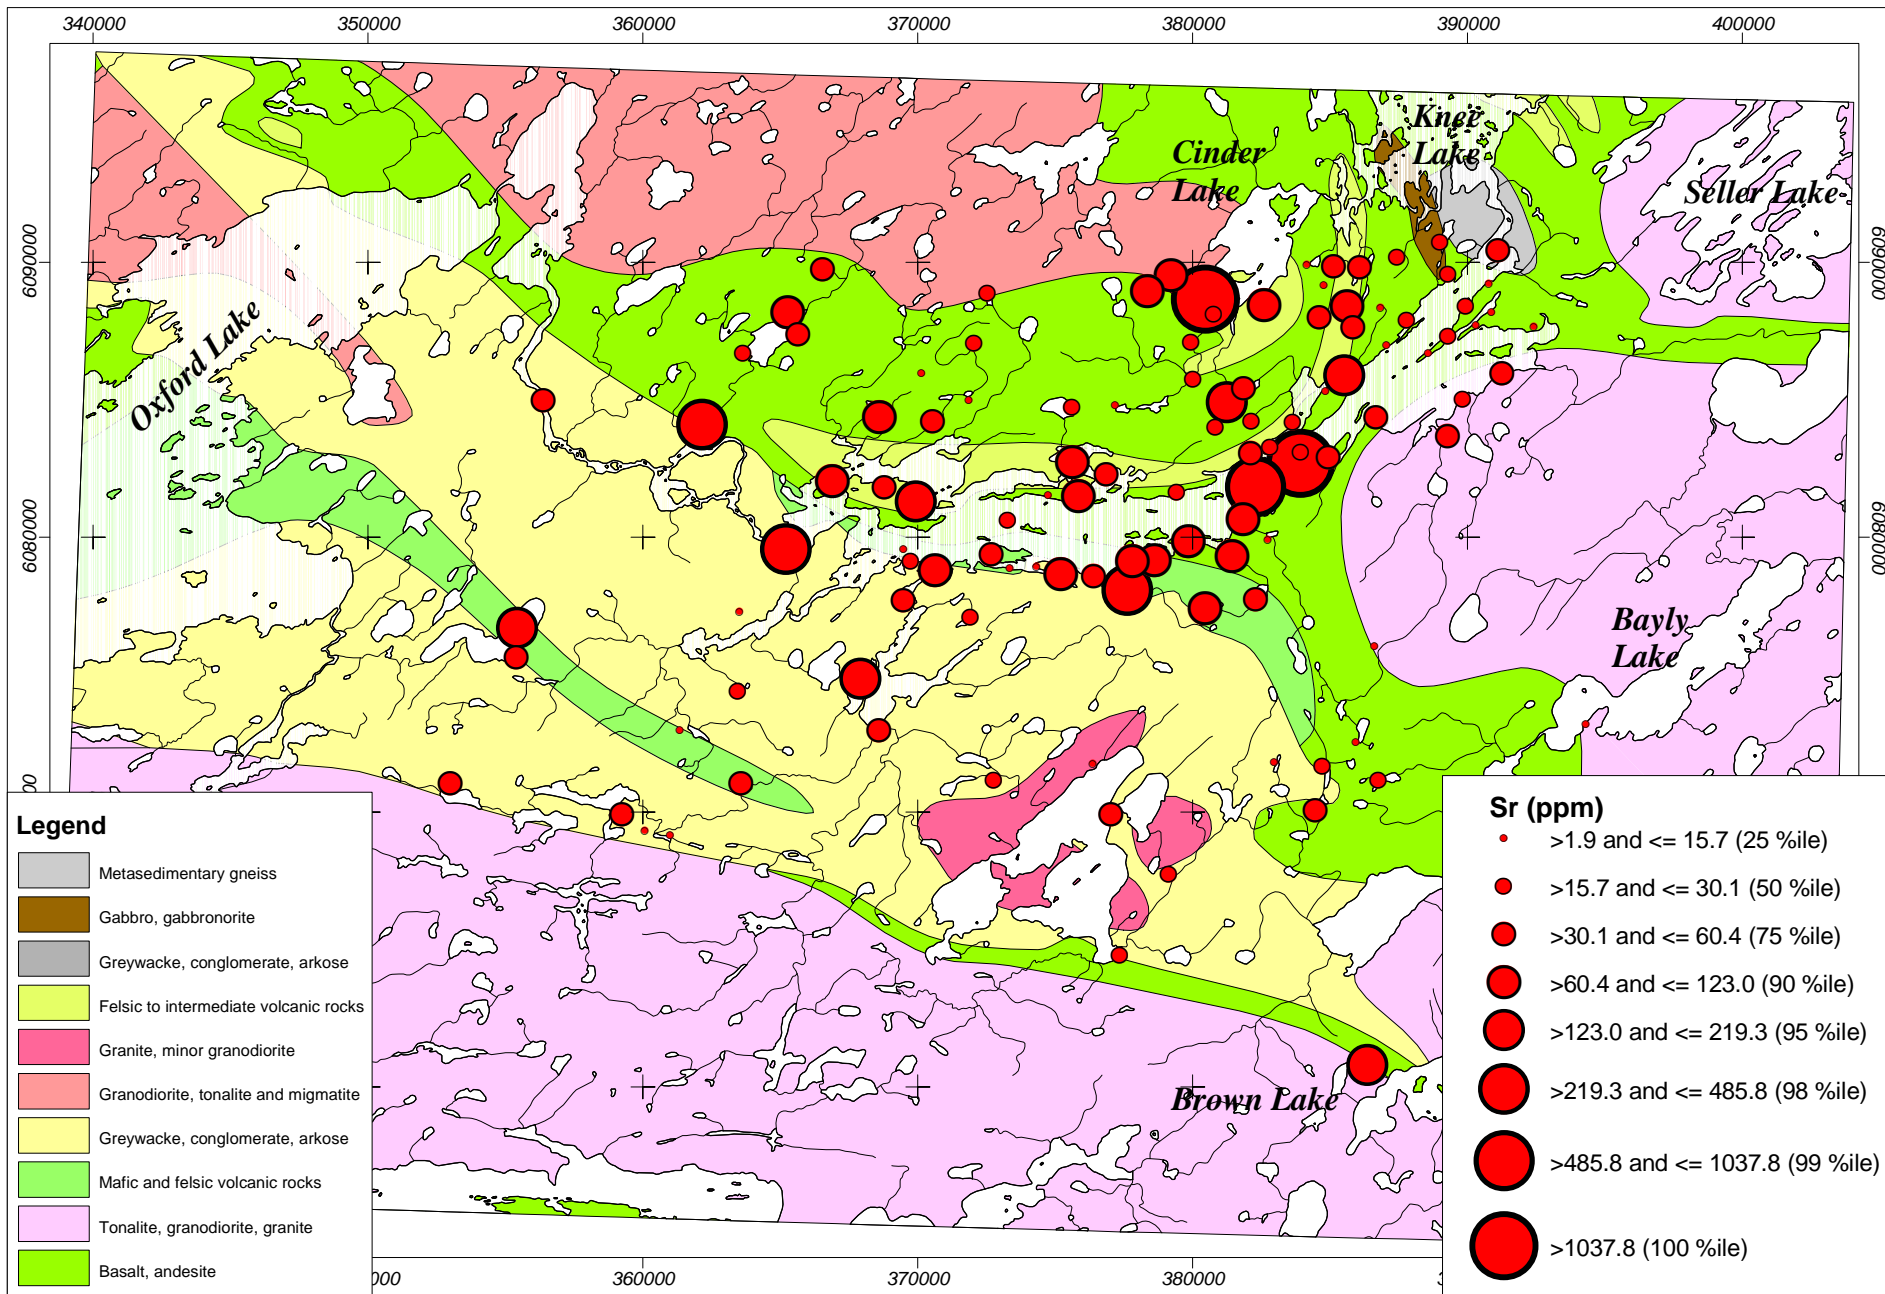 340000 350000 360000 370000 380000 390000 400000
Knee
Lake
Cinder
Lake
Seller Lake
6090000 6090000
Oxford Lake
6080000 6080000
Bayly
Lake
Brown Lake
Legend
Metasedimentary gneiss
Gabbro, gabbronorite
Greywacke, conglomerate, arkose
Felsic to intermediate volcanic rocks
Granite, minor granodiorite
Granodiorite, tonalite and migmatite
Greywacke, conglomerate, arkose
Mafic and felsic volcanic rocks
Tonalite, granodiorite, granite
Basalt, andesite
Sr (ppm)
>1.9 and <= 15.7 (25 %ile)
>15.7 and <= 30.1 (50 %ile)
>30.1 and <= 60.4 (75 %ile)
>60.4 and <= 123.0 (90 %ile)
>123.0 and <= 219.3 (95 %ile)
>219.3 and <= 485.8 (98 %ile)
>485.8 and <= 1037.8 (99 %ile)
>1037.8 (100 %ile)
360000 370000 380000